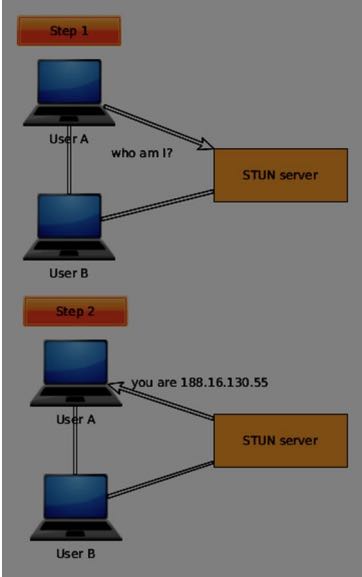 Step 1
User A
who am I?
STUN server
User B
Step 2
you are 188.16.130.55
User A
STUN server
User B